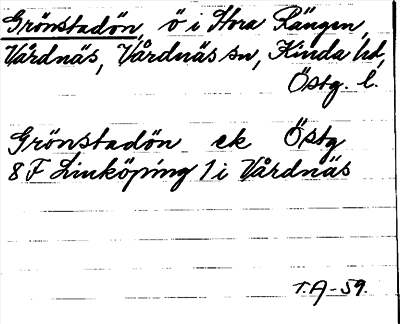 Grönstadön, ö i Stora Rängen,
Vårdnäs, Vårdnäs sn, Kinda hd,
Östg. l.
Grönstadön ek Östg
8 F Linköping 1 i Vårdnäs
T.A-59.